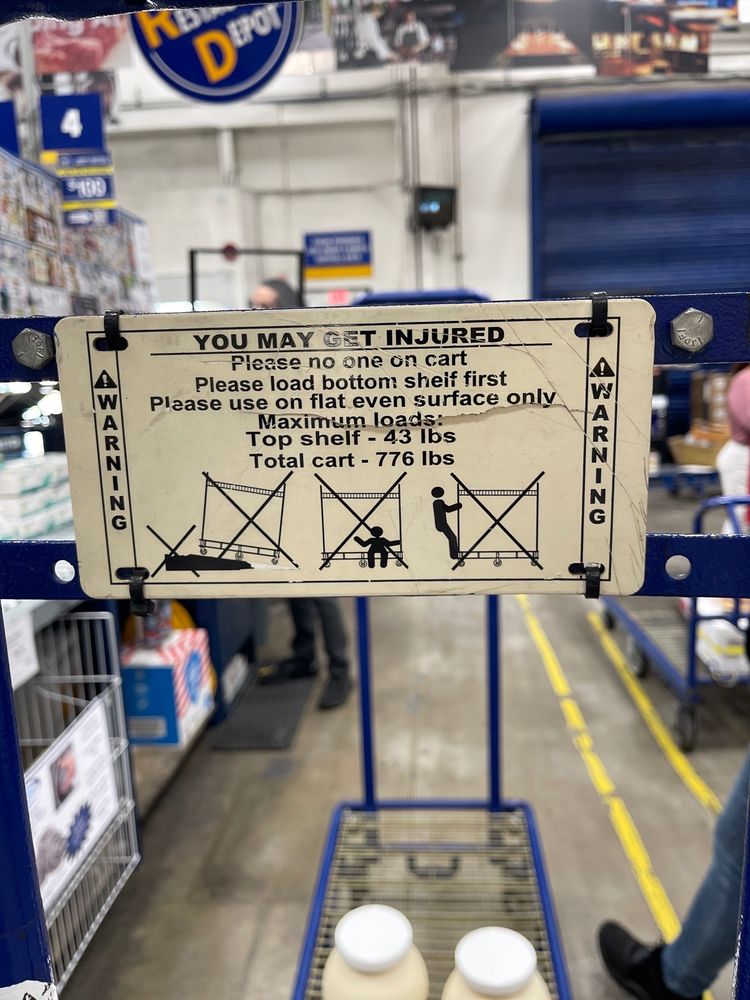 RESTAURANT
DEPOT
4
YOU MAY GET INJURED
Please no one on cart
Please load bottom shelf first
Please use on flat even surface only
Maximum loads:
Top shelf - 43 lbs
Total cart - 776 lbs
WARNING
WARNING